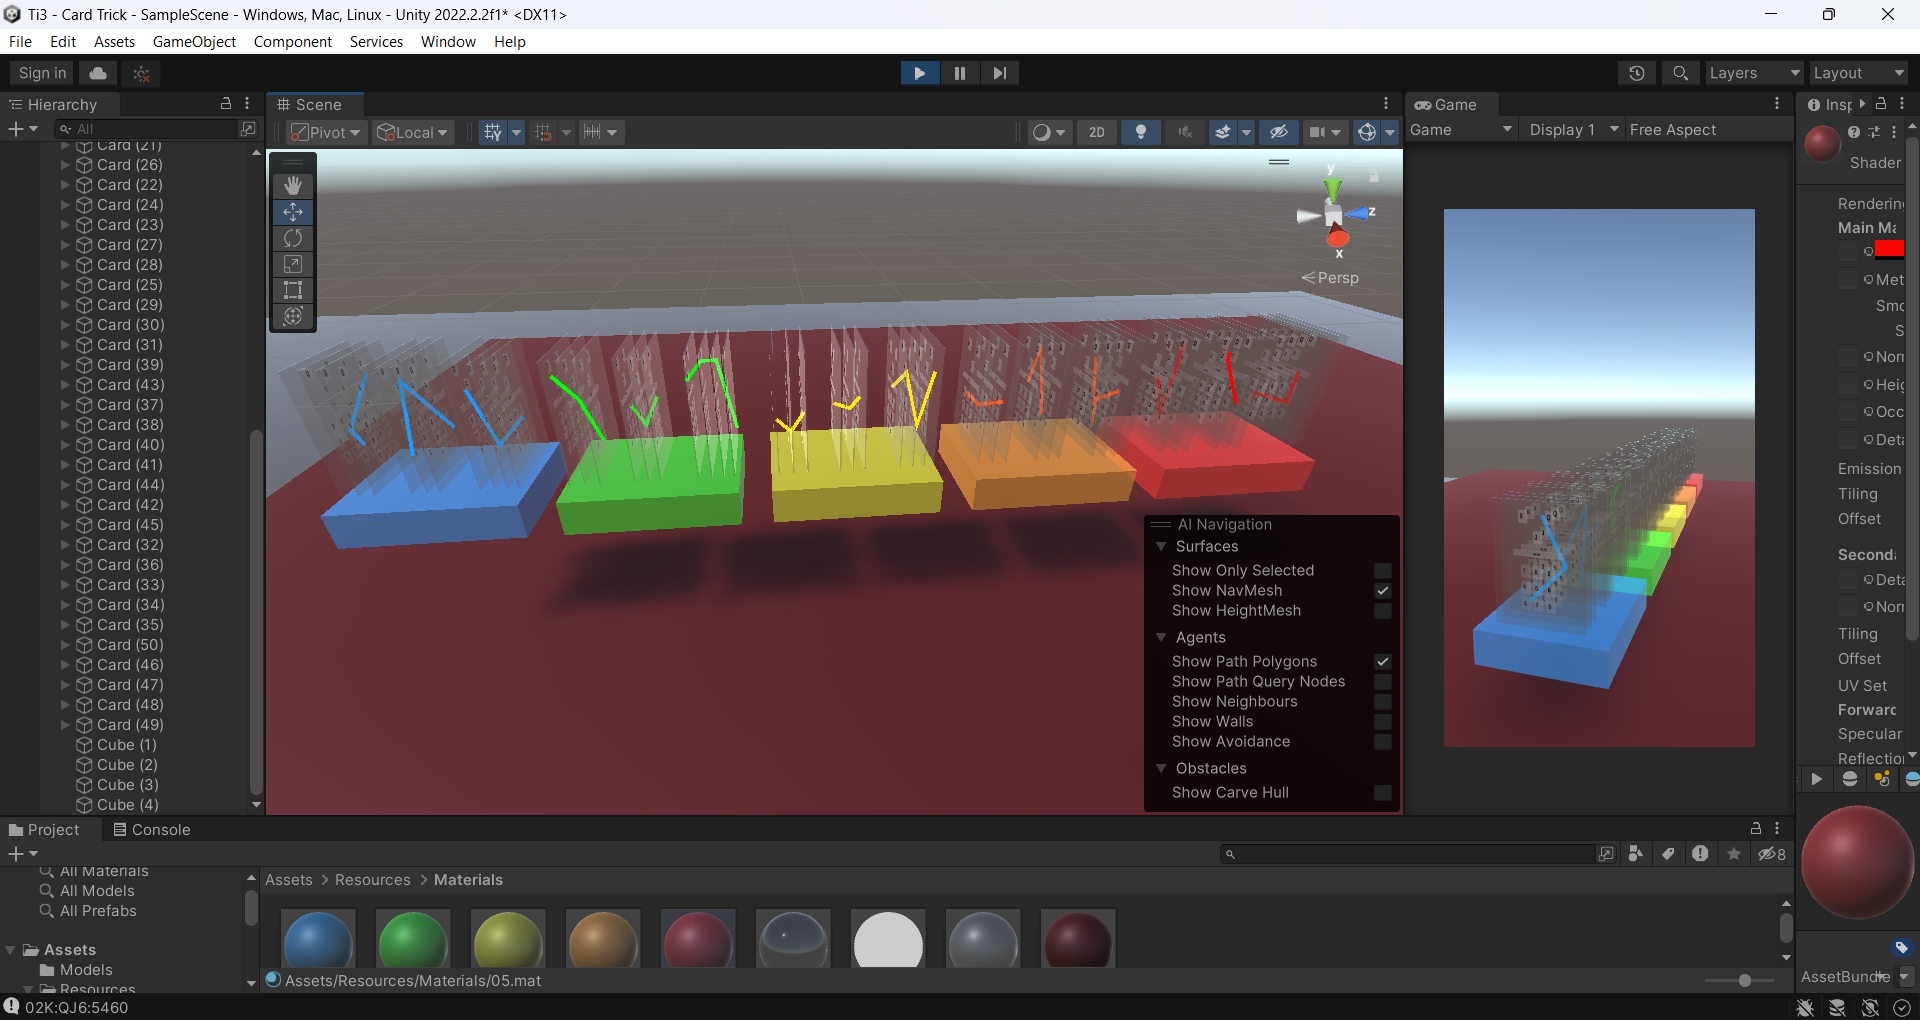 Ti3 - Card Trick - SampleScene - Windows, Mac, Linux - Unity 2022.2.2f1* <DX11>
File Edit Assets GameObject Component Services Window Help
Sign in
Layers Layout
Hierarchy
All
Card (21)
Card (26)
Card (22)
Card (24)
Card (23)
Card (27)
Card (28)
Card (25)
Card (29)
Card (30)
Card (31)
Card (39)
Card (43)
Card (37)
Card (38)
Card (40)
Card (41)
Card (44)
Card (42)
Card (45)
Card (32)
Card (36)
Card (33)
Card (34)
Card (35)
Card (50)
Card (46)
Card (47)
Card (48)
Card (49)
Cube (1)
Cube (2)
Cube (3)
Cube (4)
Scene
Pivot Local
2D
y
z
x
Persp
AI Navigation
Surfaces
Show Only Selected
Show NavMesh
Show HeightMesh
Agents
Show Path Polygons
Show Path Query Nodes
Show Neighbours
Show Walls
Show Avoidance
Obstacles
Show Carve Hull
Game
Game Display 1 Free Aspect
Insp
Shader
Rendering
Main Ma
Met
Smo
S
Norr
Heig
Occ
Deta
Emission
Tiling
Offset
Seconda
Deta
Norr
Tiling
Offset
UV Set
Forward
Specular
Reflection
AssetBundle
Project Console
8
All Materials
All Models
All Prefabs
Assets
Models
Resources
Assets > Resources > Materials
Assets/Resources/Materials/05.mat
02K:QJ6:5460